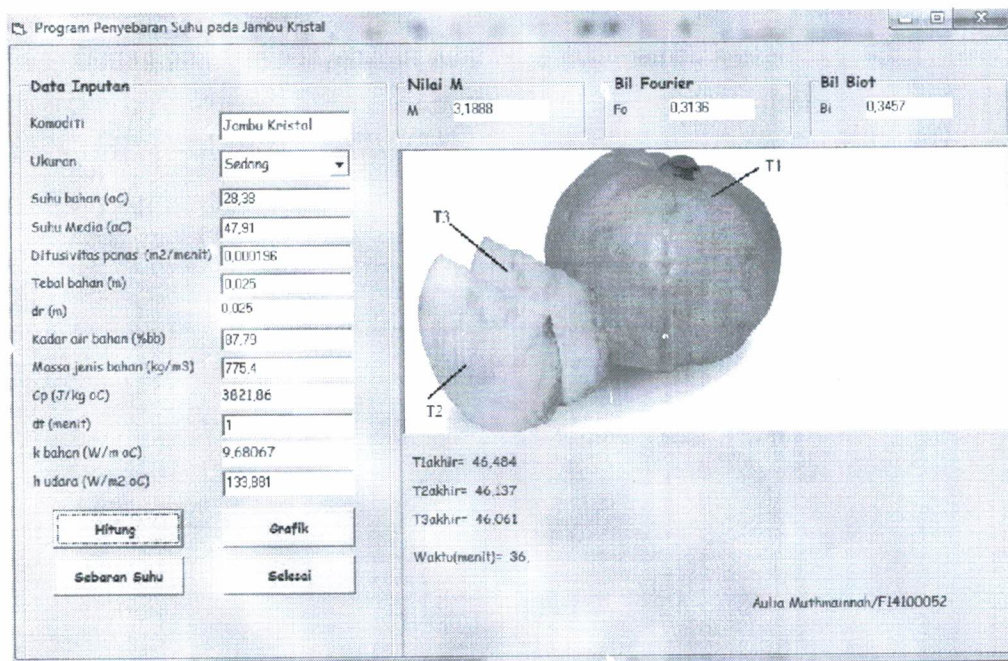 Program Penyebaran Suhu pada Jambu Kristal
Data Inputan
Komoditi Jambu Kristal
Ukuran Sedang
Suhu bahan (oC) 28,38
Suhu Media (oC) 47,91
Difusivitas panas (m2/menit) 0,000196
Tebal bahan (m) 0,025
dr (m) 0,025
Kadar air bahan (%bb) 87,79
Massa jenis bahan (kg/m3) 775,4
Cp (J/kg oC) 3821,86
dt (menit) 1
k bahan (W/m oC) 9,68067
h udara (W/m2 oC) 133,881
Hitung Grafik
Sebaran Suhu Selesai
Nilai M
M 3,1888
Bil Fourier
Fo 0,3136
Bil Biot
Bi 0,3457
T1
T3
T2
T1akhir= 46,484
T2akhir= 46,137
T3akhir= 46,061
Waktu(menit)= 36,
Aulia Muthmainnah/F14100052